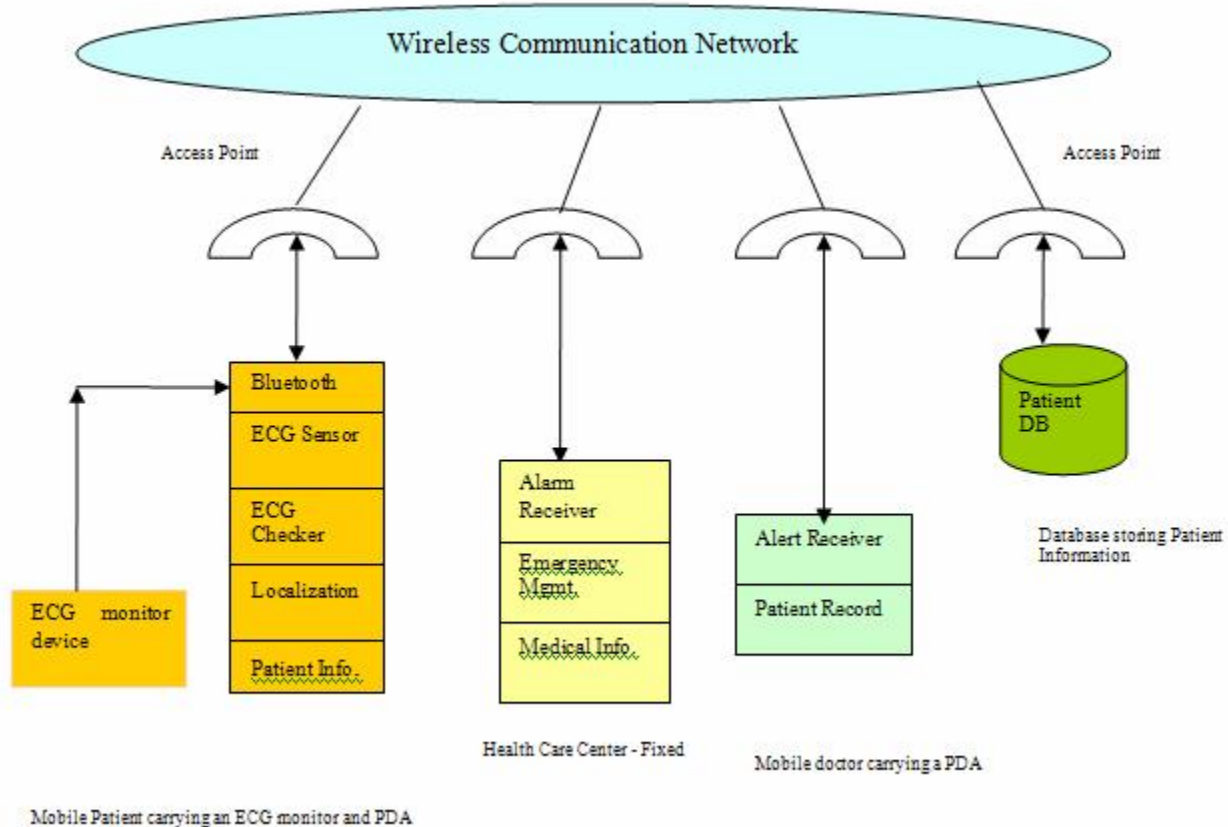 Wireless Communication Network
Access Point
Access Point
Bluetooth
ECG Sensor
ECG
Checker
Localization
Patient Info.
ECG monitor
device
Alarm
Receiver
Emergency
Mgmt.
Medical Info.
Alert Receiver
Patient Record
Patient
DB
Database storing Patient
Information
Health Care Center - Fixed
Mobile doctor carrying a PDA
Mobile Patient carrying an ECG monitor and PDA